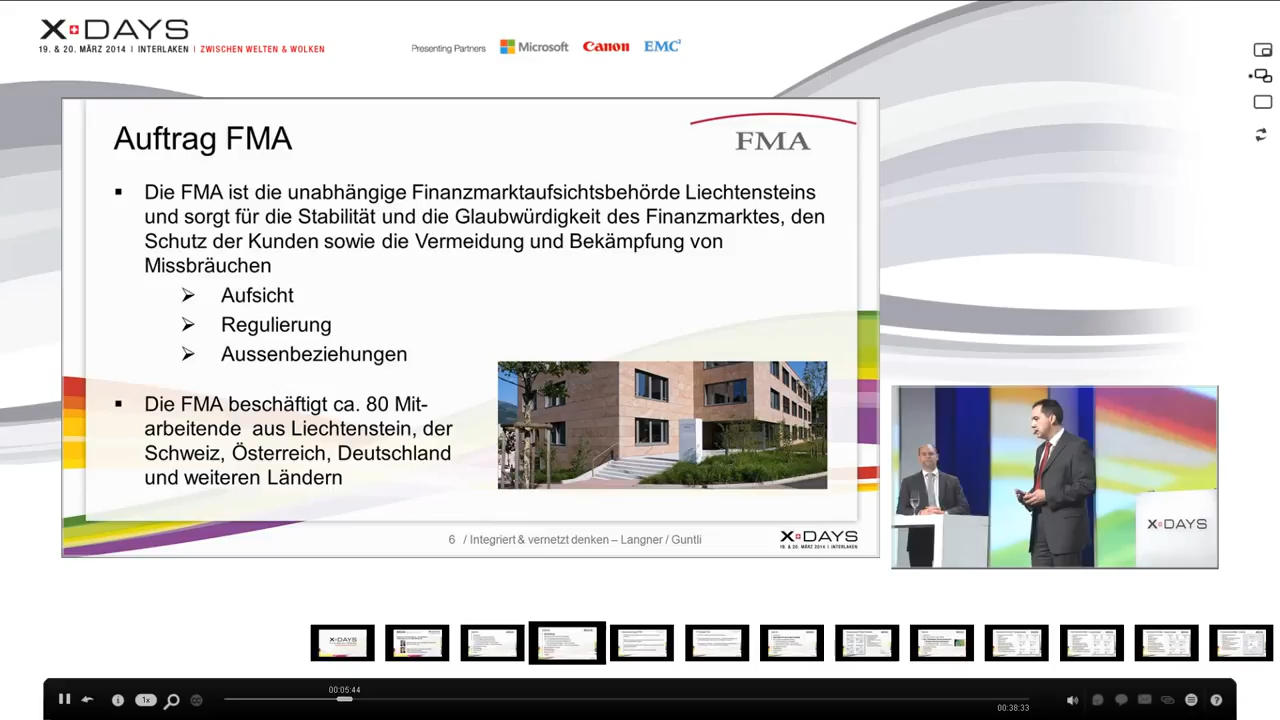 X+DAYS
19. & 20. MÄRZ 2014 | INTERLAKEN | ZWISCHEN WELTEN & WOLKEN
Presenting Partners
Microsoft
Canon
EMC²
Auftrag FMA
FMA
▪ Die FMA ist die unabhängige Finanzmarktaufsichtsbehörde Liechtensteins
und sorgt für die Stabilität und die Glaubwürdigkeit des Finanzmarktes, den
Schutz der Kunden sowie die Vermeidung und Bekämpfung von
Missbräuchen
➢ Aufsicht
➢ Regulierung
➢ Aussenbeziehungen
▪ Die FMA beschäftigt ca. 80 Mit-
arbeitende aus Liechtenstein, der
Schweiz, Österreich, Deutschland
und weiteren Ländern
6 / Integriert & vernetzt denken – Langner / Guntli
X+DAYS
19. & 20. MÄRZ 2014 | INTERLAKEN
X+DAYS
X+DAYS
1x
00:05:44
00:38:33